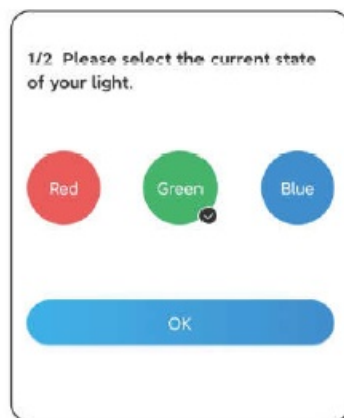 1/2 Please select the current state
of your light.
Red Green Blue
OK